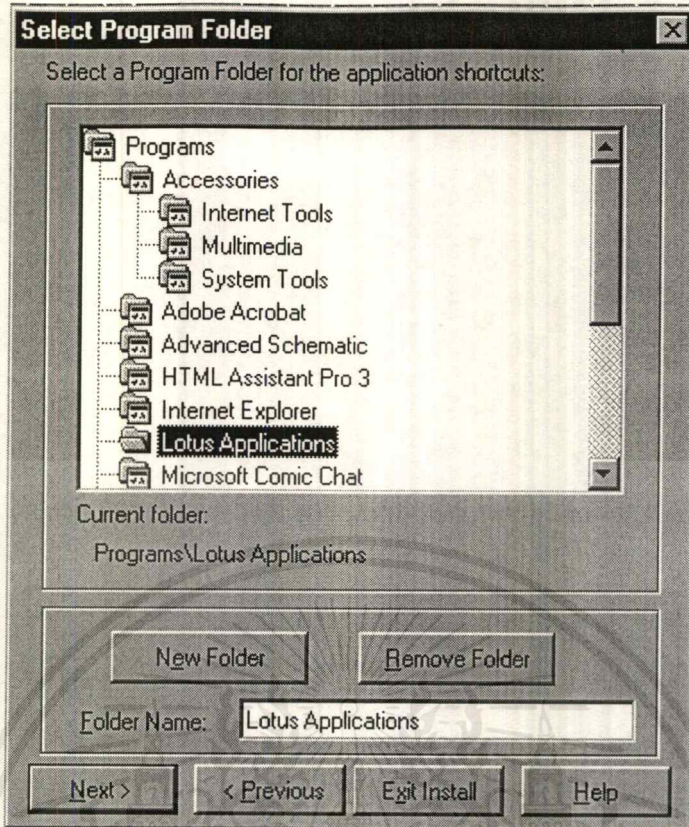 Select Program Folder
Select a Program Folder for the application shortcuts:
Programs
Accessories
Internet Tools
Multimedia
System Tools
Adobe Acrobat
Advanced Schematic
HTML Assistant Pro 3
Internet Explorer
Lotus Applications
Microsoft Comic Chat
Current folder:
Programs\Lotus Applications
New Folder
Remove Folder
Folder Name: Lotus Applications
Next >
< Previous
Exit Install
Help